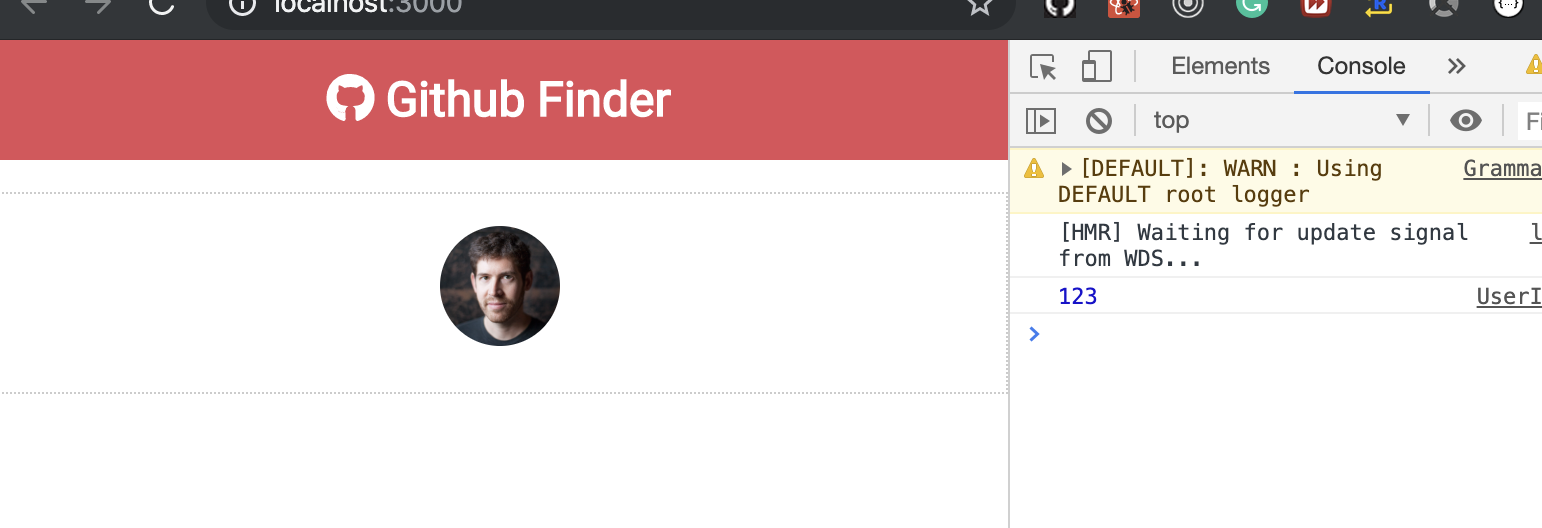 localhost:3000
Github Finder
Elements
Console
top
Fi
[DEFAULT]: WARN : Using
DEFAULT root logger
Gramma
[HMR] Waiting for update signal
from WDS...
l
123
UserI